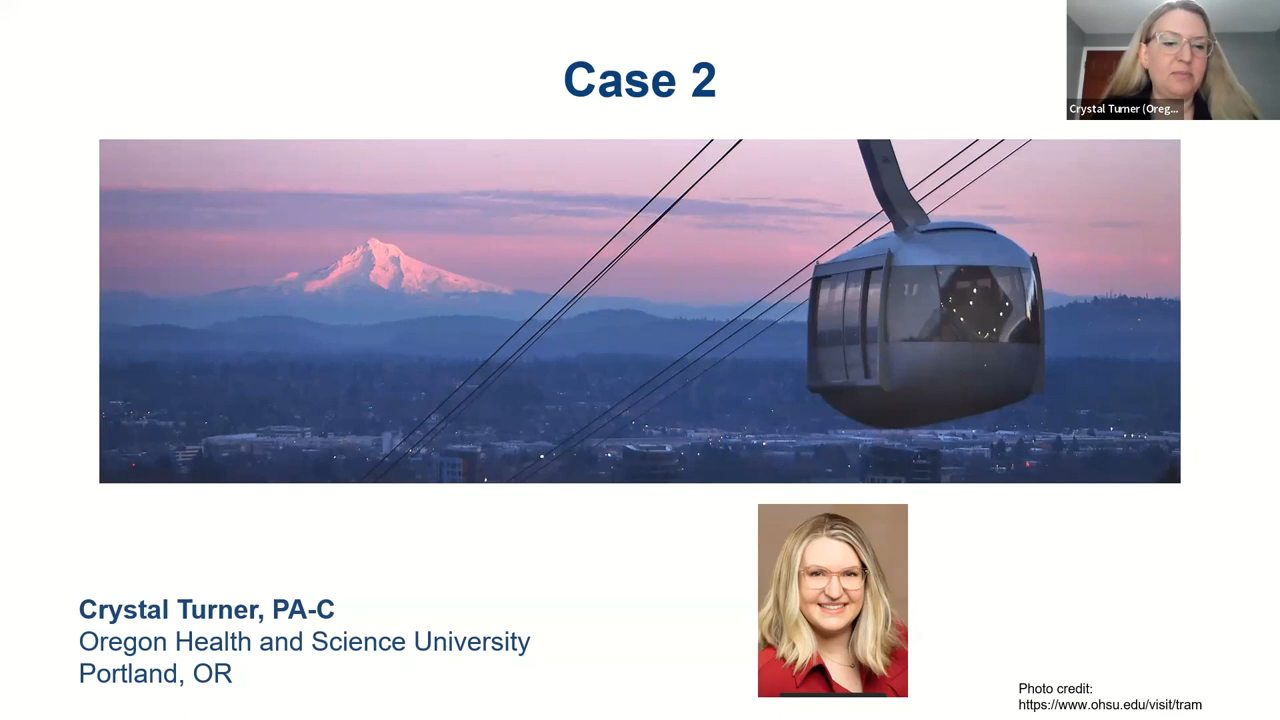 Case 2
Crystal Turner (Oreg...
Crystal Turner, PA-C
Oregon Health and Science University
Portland, OR
Photo credit:
https://www.ohsu.edu/visit/tram